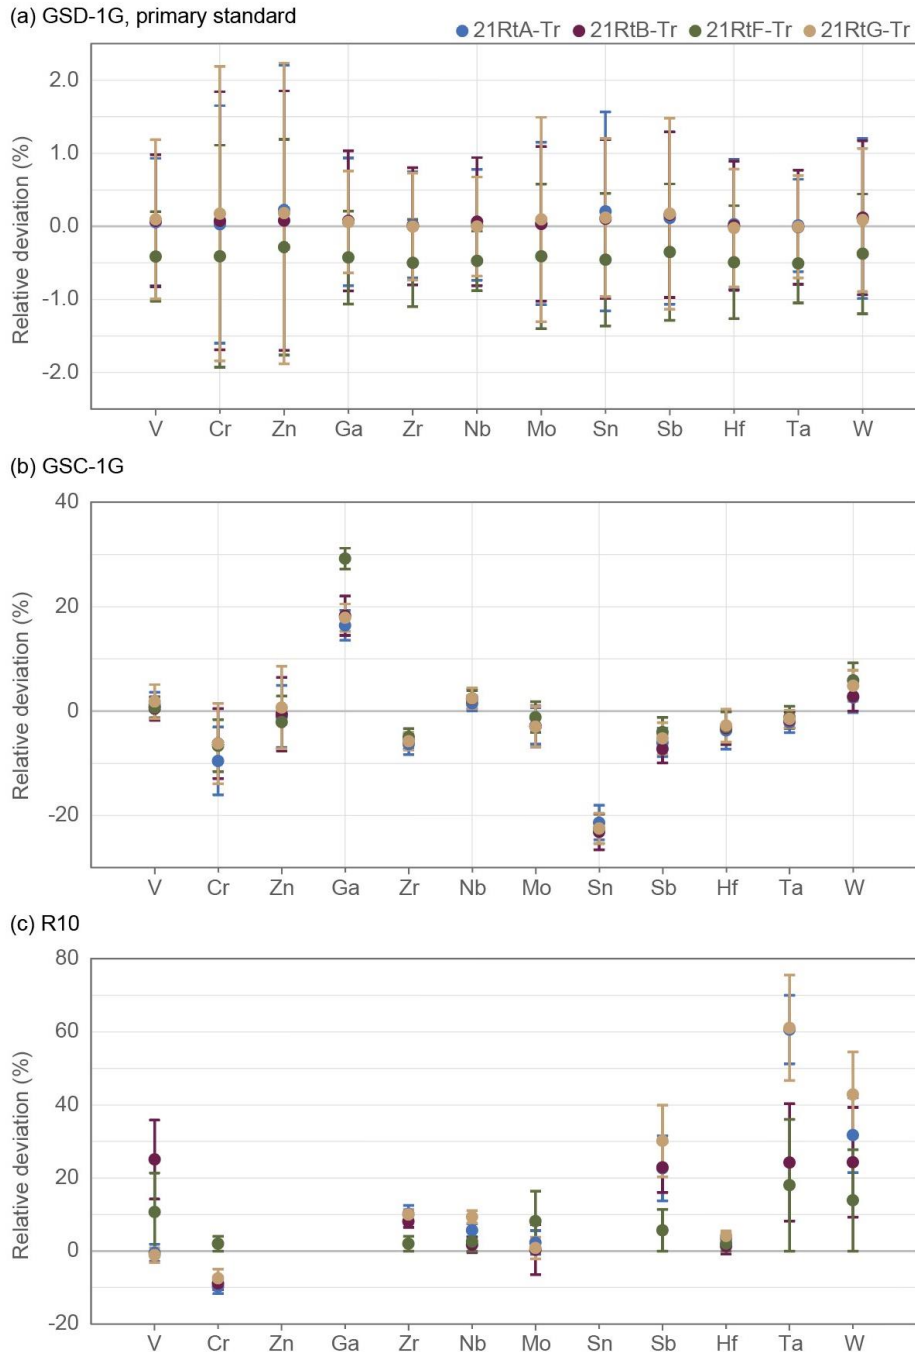 (a) GSD-1G, primary standard
21RtA-Tr 21RtB-Tr 21RtF-Tr 21RtG-Tr
Relative deviation (%)
2.0
1.0
0.0
-1.0
-2.0
V Cr Zn Ga Zr Nb Mo Sn Sb Hf Ta W
(b) GSC-1G
Relative deviation (%)
40
20
0
-20
V Cr Zn Ga Zr Nb Mo Sn Sb Hf Ta W
(c) R10
Relative deviation (%)
80
60
40
20
0
-20
V Cr Zn Ga Zr Nb Mo Sn Sb Hf Ta W